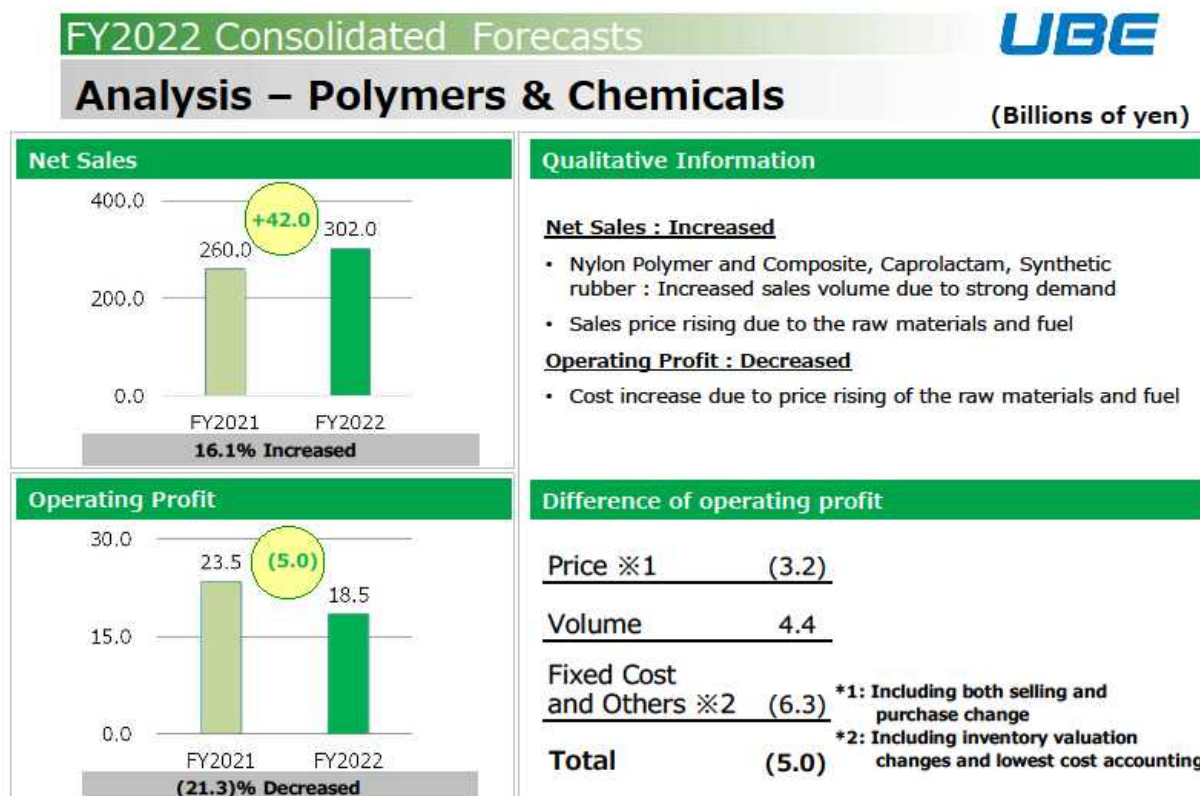 FY2022 Consolidated Forecasts
UBE
Analysis – Polymers & Chemicals
(Billions of yen)
Net Sales
400.0
200.0
0.0
+42.0
260.0
302.0
FY2021 FY2022
16.1% Increased
Qualitative Information
Net Sales : Increased
• Nylon Polymer and Composite, Caprolactam, Synthetic
rubber : Increased sales volume due to strong demand
• Sales price rising due to the raw materials and fuel
Operating Profit : Decreased
• Cost increase due to price rising of the raw materials and fuel
Operating Profit
30.0
15.0
0.0
23.5
(5.0)
18.5
FY2021 FY2022
(21.3)% Decreased
Difference of operating profit
Price ※1 (3.2)
Volume 4.4
Fixed Cost
and Others ※2 (6.3)
Total (5.0)
*1: Including both selling and
purchase change
*2: Including inventory valuation
changes and lowest cost accounting